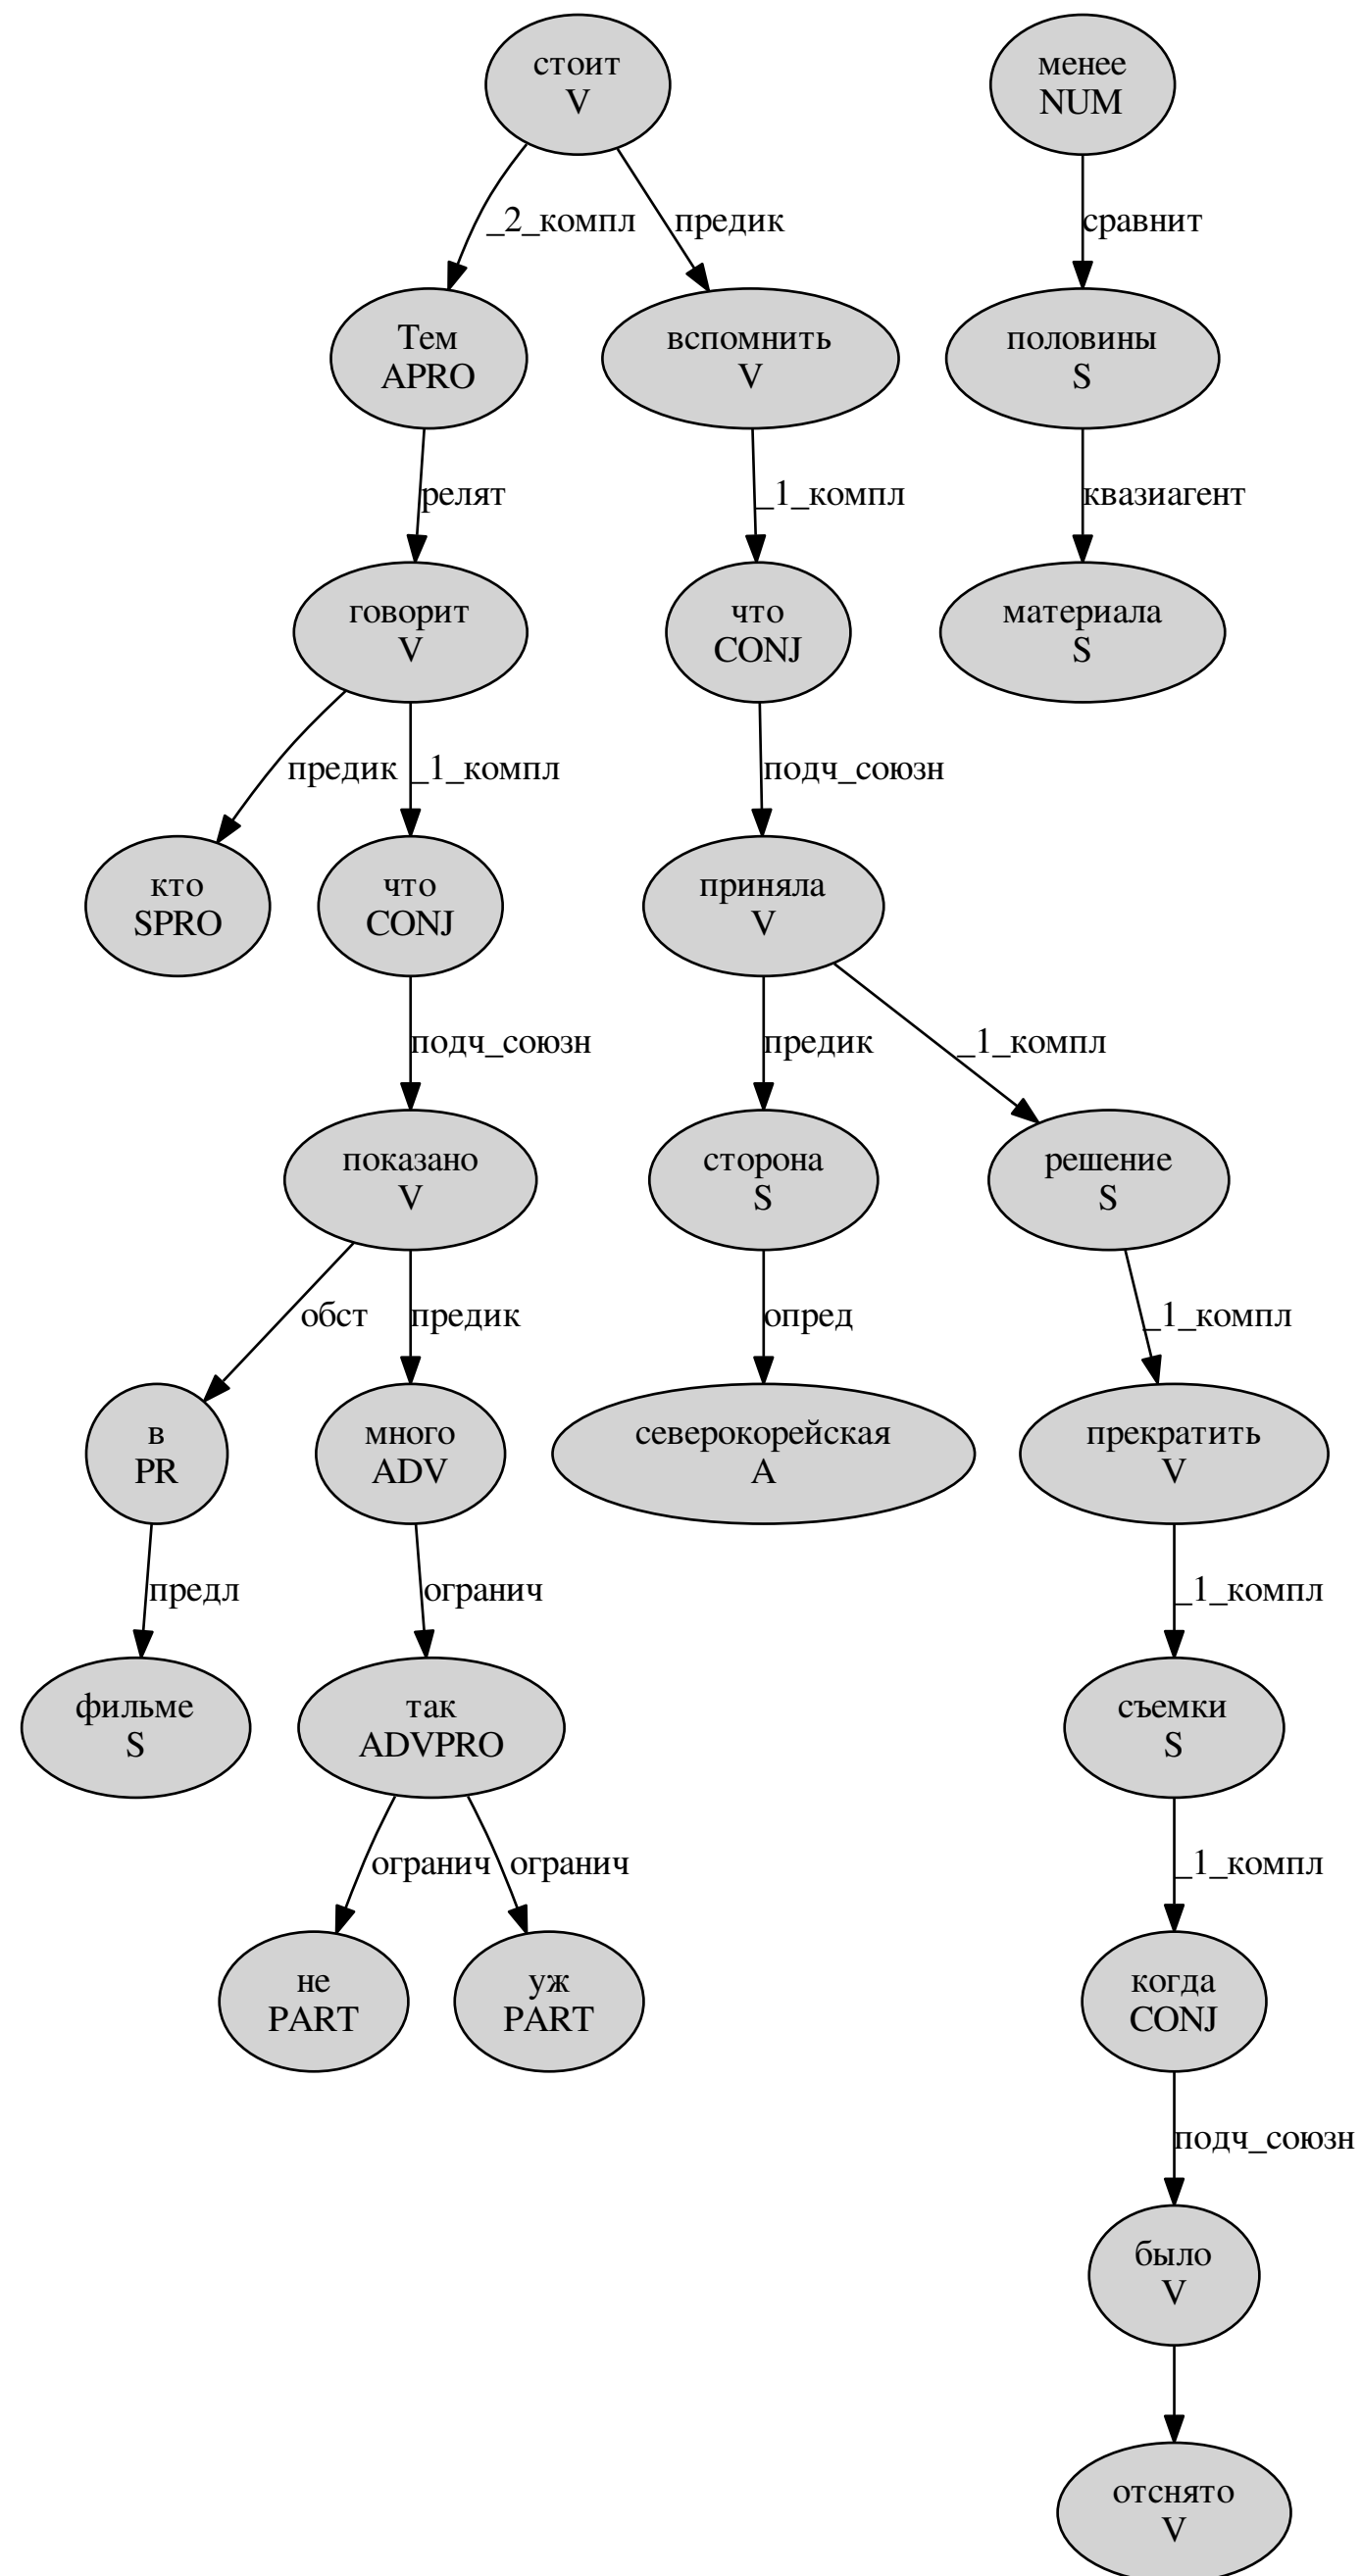 стоит
V
менее
NUM
_2_компл
предик
сравнит
Тем
APRO
вспомнить
V
половины
S
релят
_1_компл
квазиагент
говорит
V
что
CONJ
материала
S
предик
_1_компл
подч_союзн
кто
SPRO
что
CONJ
приняла
V
подч_союзн
предик
_1_компл
показано
V
сторона
S
решение
S
обст
предик
опред
_1_компл
в
PR
много
ADV
северокорейская
A
прекратить
V
предл
огранич
_1_компл
фильме
S
так
ADVPRO
съемки
S
огранич
огранич
_1_компл
не
PART
уж
PART
когда
CONJ
подч_союзн
было
V
отснято
V